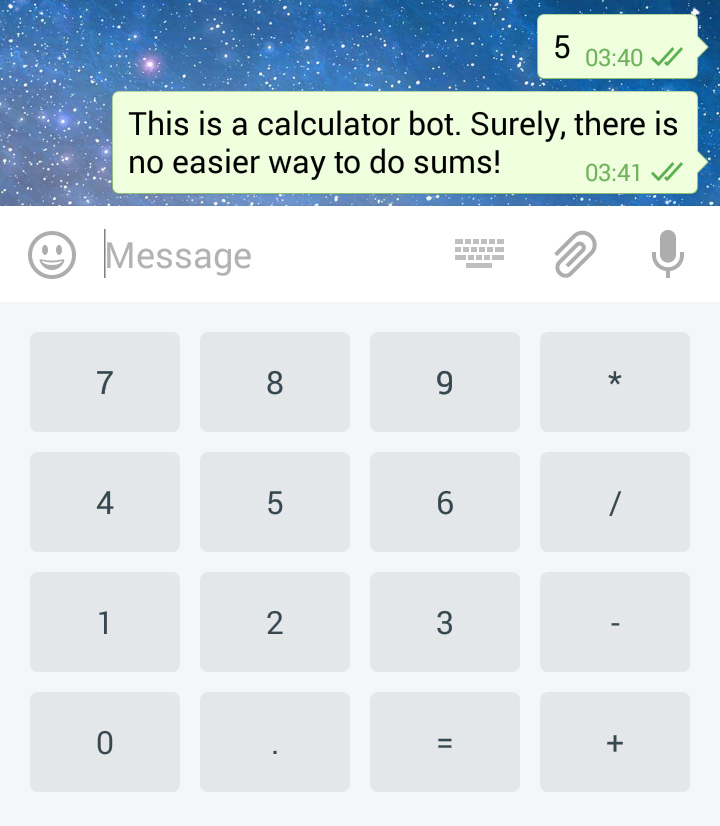 5 03:40
This is a calculator bot. Surely, there is
no easier way to do sums! 03:41
Message
7 8 9 *
4 5 6 /
1 2 3 -
0 . = +